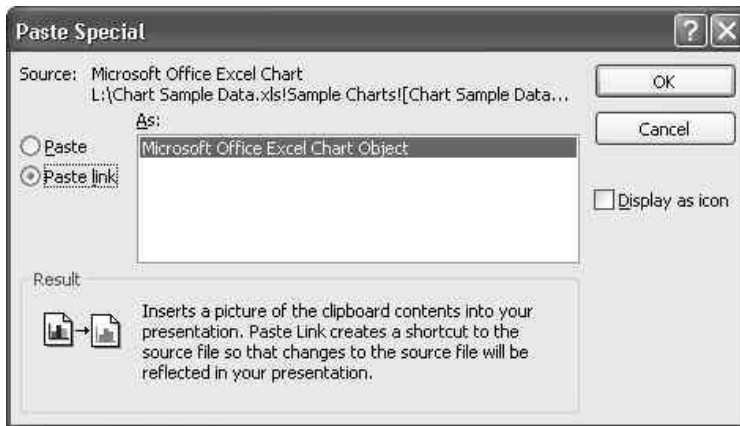 Paste Special
Source: Microsoft Office Excel Chart
L:\Chart Sample Data.xls!Sample Charts![Chart Sample Data...
As:
Paste
Paste link
Microsoft Office Excel Chart Object
OK
Cancel
Display as icon
Result
Inserts a picture of the clipboard contents into your
presentation. Paste Link creates a shortcut to the
source file so that changes to the source file will be
reflected in your presentation.